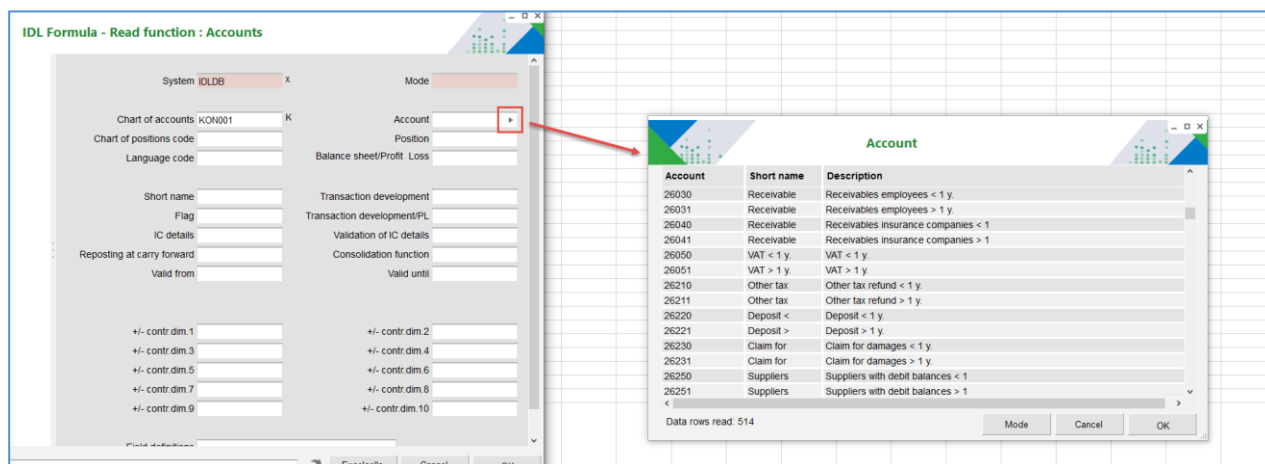 IDL Formula - Read function : Accounts
System IDLDB x Mode
Chart of accounts KON001 K Account
Chart of positions code Position
Language code Balance sheet/Profit Loss
Short name Transaction development
Flag Transaction development/PL
IC details Validation of IC details
Reposting at carry forward Consolidation function
Valid from Valid until
+/- contr.dim.1 +/- contr.dim.2
+/- contr.dim.3 +/- contr.dim.4
+/- contr.dim.5 +/- contr.dim.6
+/- contr.dim.7 +/- contr.dim.8
+/- contr.dim.9 +/- contr.dim.10
Field definitions
Cancel OK
Account
Account Short name Description
26030 Receivable Receivables employees < 1 y.
26031 Receivable Receivables employees > 1 y.
26040 Receivable Receivables insurance companies < 1
26041 Receivable Receivables insurance companies > 1
26050 VAT < 1 y. VAT < 1 y.
26051 VAT > 1 y. VAT > 1 y.
26210 Other tax Other tax refund < 1 y.
26211 Other tax Other tax refund > 1 y.
26220 Deposit < Deposit < 1 y.
26221 Deposit > Deposit > 1 y.
26230 Claim for Claim for damages < 1 y.
26231 Claim for Claim for damages > 1 y.
26250 Suppliers Suppliers with debit balances < 1
26251 Suppliers Suppliers with debit balances > 1
Data rows read: 514
Mode Cancel OK